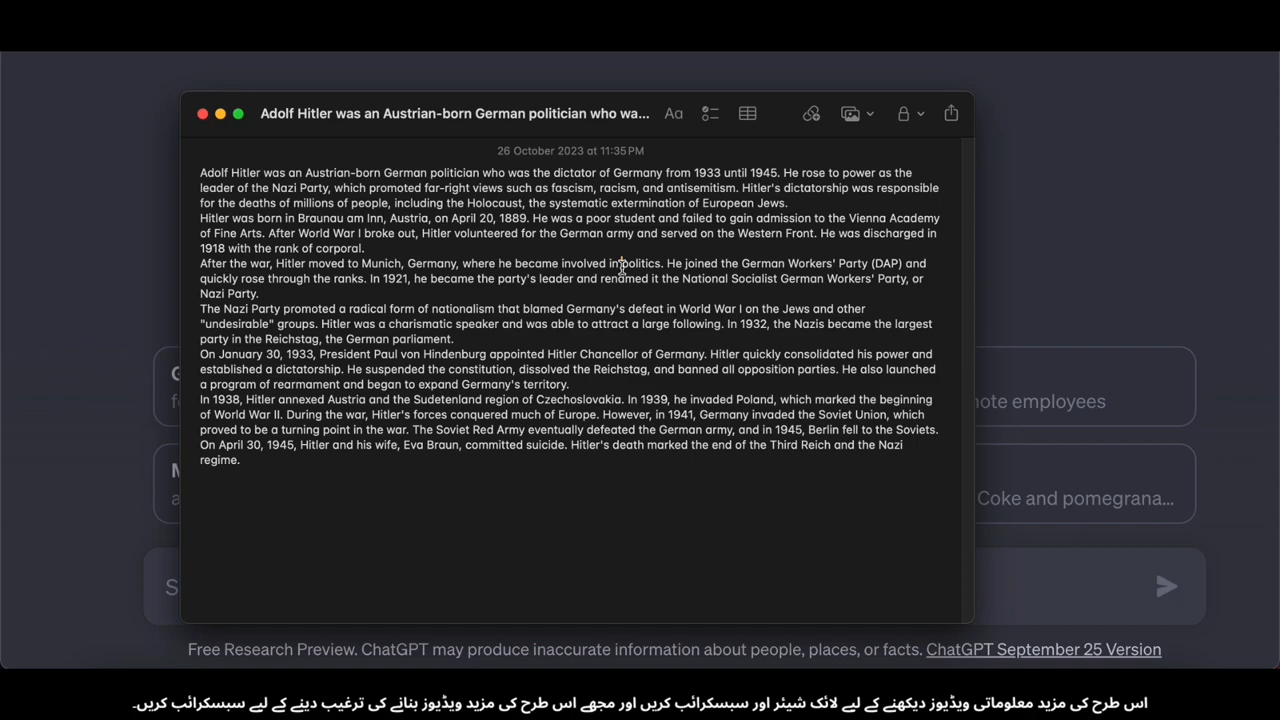 Adolf Hitler was an Austrian-born German politician who wa...
Aa
26 October 2023 at 11:35 PM
Adolf Hitler was an Austrian-born German politician who was the dictator of Germany from 1933 until 1945. He rose to power as the
leader of the Nazi Party, which promoted far-right views such as fascism, racism, and antisemitism. Hitler's dictatorship was responsible
for the deaths of millions of people, including the Holocaust, the systematic extermination of European Jews.
Hitler was born in Braunau am Inn, Austria, on April 20, 1889. He was a poor student and failed to gain admission to the Vienna Academy
of Fine Arts. After World War I broke out, Hitler volunteered for the German army and served on the Western Front. He was discharged in
1918 with the rank of corporal.
After the war, Hitler moved to Munich, Germany, where he became involved in politics. He joined the German Workers' Party (DAP) and
quickly rose through the ranks. In 1921, he became the party's leader and renamed it the National Socialist German Workers' Party, or
Nazi Party.
The Nazi Party promoted a radical form of nationalism that blamed Germany's defeat in World War I on the Jews and other
"undesirable" groups. Hitler was a charismatic speaker and was able to attract a large following. In 1932, the Nazis became the largest
party in the Reichstag, the German parliament.
On January 30, 1933, President Paul von Hindenburg appointed Hitler Chancellor of Germany. Hitler quickly consolidated his power and
established a dictatorship. He suspended the constitution, dissolved the Reichstag, and banned all opposition parties. He also launched
a program of rearmament and began to expand Germany's territory.
In 1938, Hitler annexed Austria and the Sudetenland region of Czechoslovakia. In 1939, he invaded Poland, which marked the beginning
of World War II. During the war, Hitler's forces conquered much of Europe. However, in 1941, Germany invaded the Soviet Union, which
proved to be a turning point in the war. The Soviet Red Army eventually defeated the German army, and in 1945, Berlin fell to the Soviets.
On April 30, 1945, Hitler and his wife, Eva Braun, committed suicide. Hitler's death marked the end of the Third Reich and the Nazi
regime.
note employees
Coke and pomegrana...
Free Research Preview. ChatGPT may produce inaccurate information about people, places, or facts. ChatGPT September 25 Version
اس طرح کی مزید معلوماتی ویڈیوز دیکھنے کے لیے لائک شیئر اور سبسکرائب کریں اور مجھے اس طرح کی مزید ویڈیوز بنانے کی ترغیب دینے کے لیے سبسکرائب کریں۔